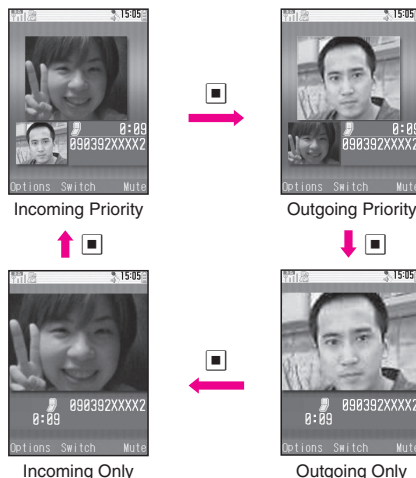 15:05
0:09
090392XXXX2
Options Switch Mute
Incoming Priority
15:05
0:09
090392XXXX2
Options Switch Mute
Outgoing Priority
15:05
090392XXXX2
0:09
Options Switch Mute
Incoming Only
15:05
090392XXXX2
0:09
Options Switch Mute
Outgoing Only